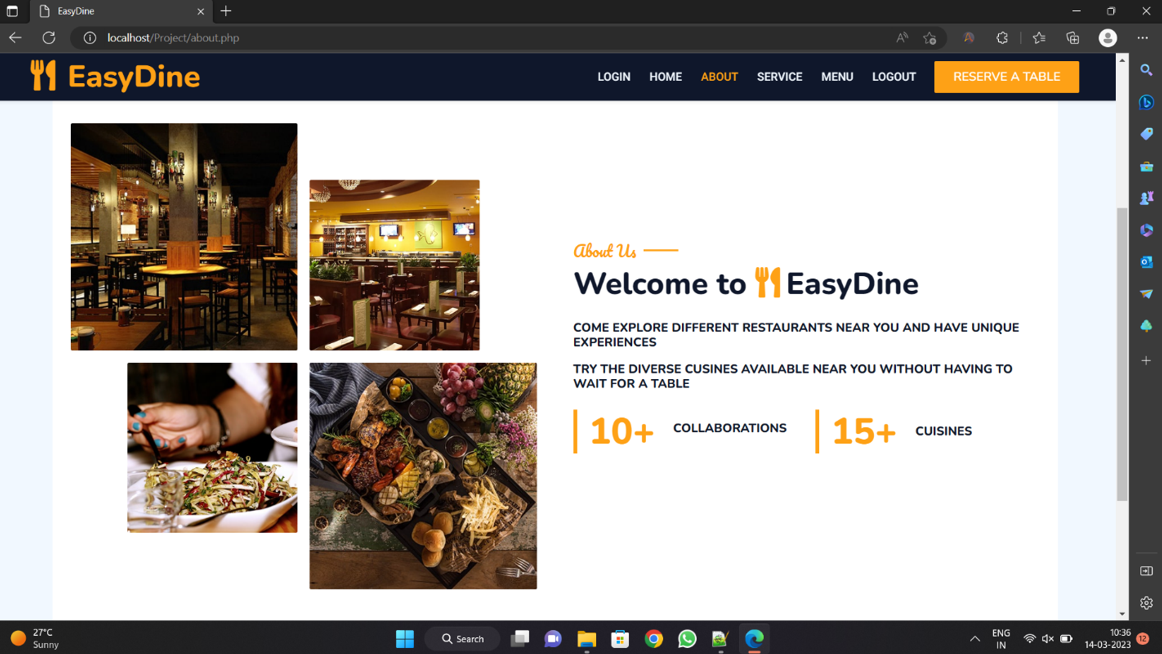 EasyDine
localhost/Project/about.php
EasyDine
LOGIN
HOME
ABOUT
SERVICE
MENU
LOGOUT
RESERVE A TABLE
About Us
Welcome to EasyDine
COME EXPLORE DIFFERENT RESTAURANTS NEAR YOU AND HAVE UNIQUE
EXPERIENCES
TRY THE DIVERSE CUSINES AVAILABLE NEAR YOU WITHOUT HAVING TO
WAIT FOR A TABLE
10+ COLLABORATIONS
15+ CUISINES
27°C
Sunny
Search
ENG
IN
10:36
14-03-2023
12